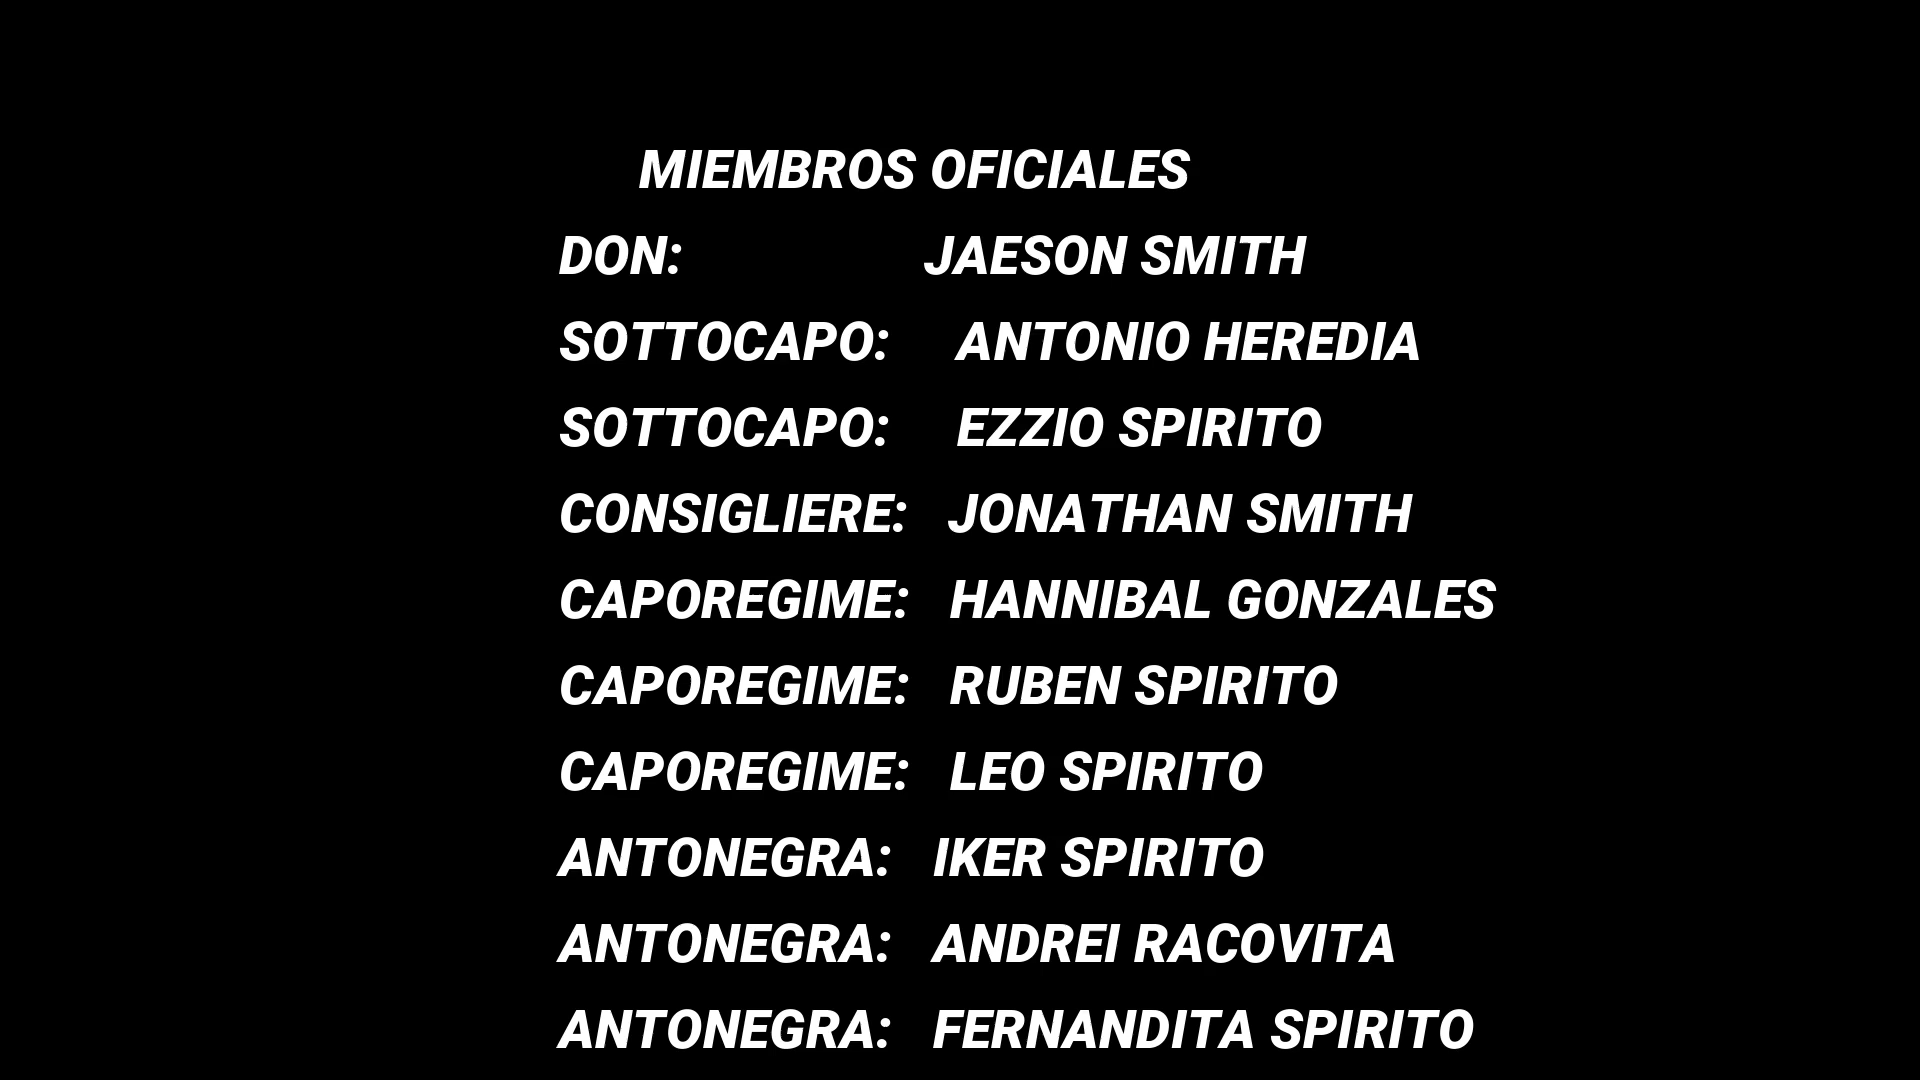 MIEMBROS OFICIALES
DON: JAESON SMITH
SOTTOCAPO: ANTONIO HEREDIA
SOTTOCAPO: EZZIO SPIRITO
CONSIGLIERE: JONATHAN SMITH
CAPOREGIME: HANNIBAL GONZALES
CAPOREGIME: RUBEN SPIRITO
CAPOREGIME: LEO SPIRITO
ANTONEGRA: IKER SPIRITO
ANTONEGRA: ANDREI RACOVITA
ANTONEGRA: FERNANDITA SPIRITO